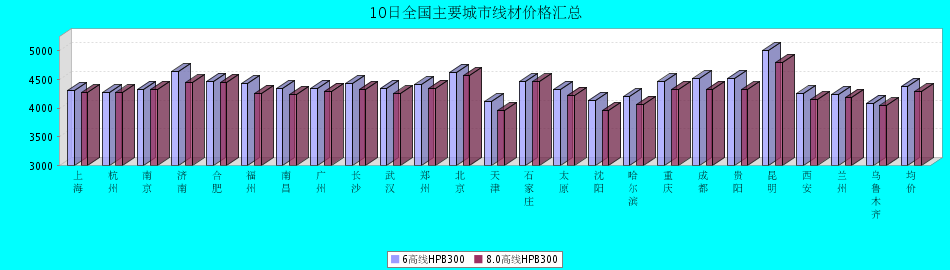 10日全国主要城市线材价格汇总
5000
4500
4000
3500
3000
上海 杭州 南京 济南 合肥 福州 南昌 广州 长沙 武汉 郑州 北京 天津 石家庄 太原 沈阳 哈尔滨 重庆 成都 贵阳 昆明 西安 兰州 乌鲁木齐 均价
6高线HPB300 8.0高线HPB300